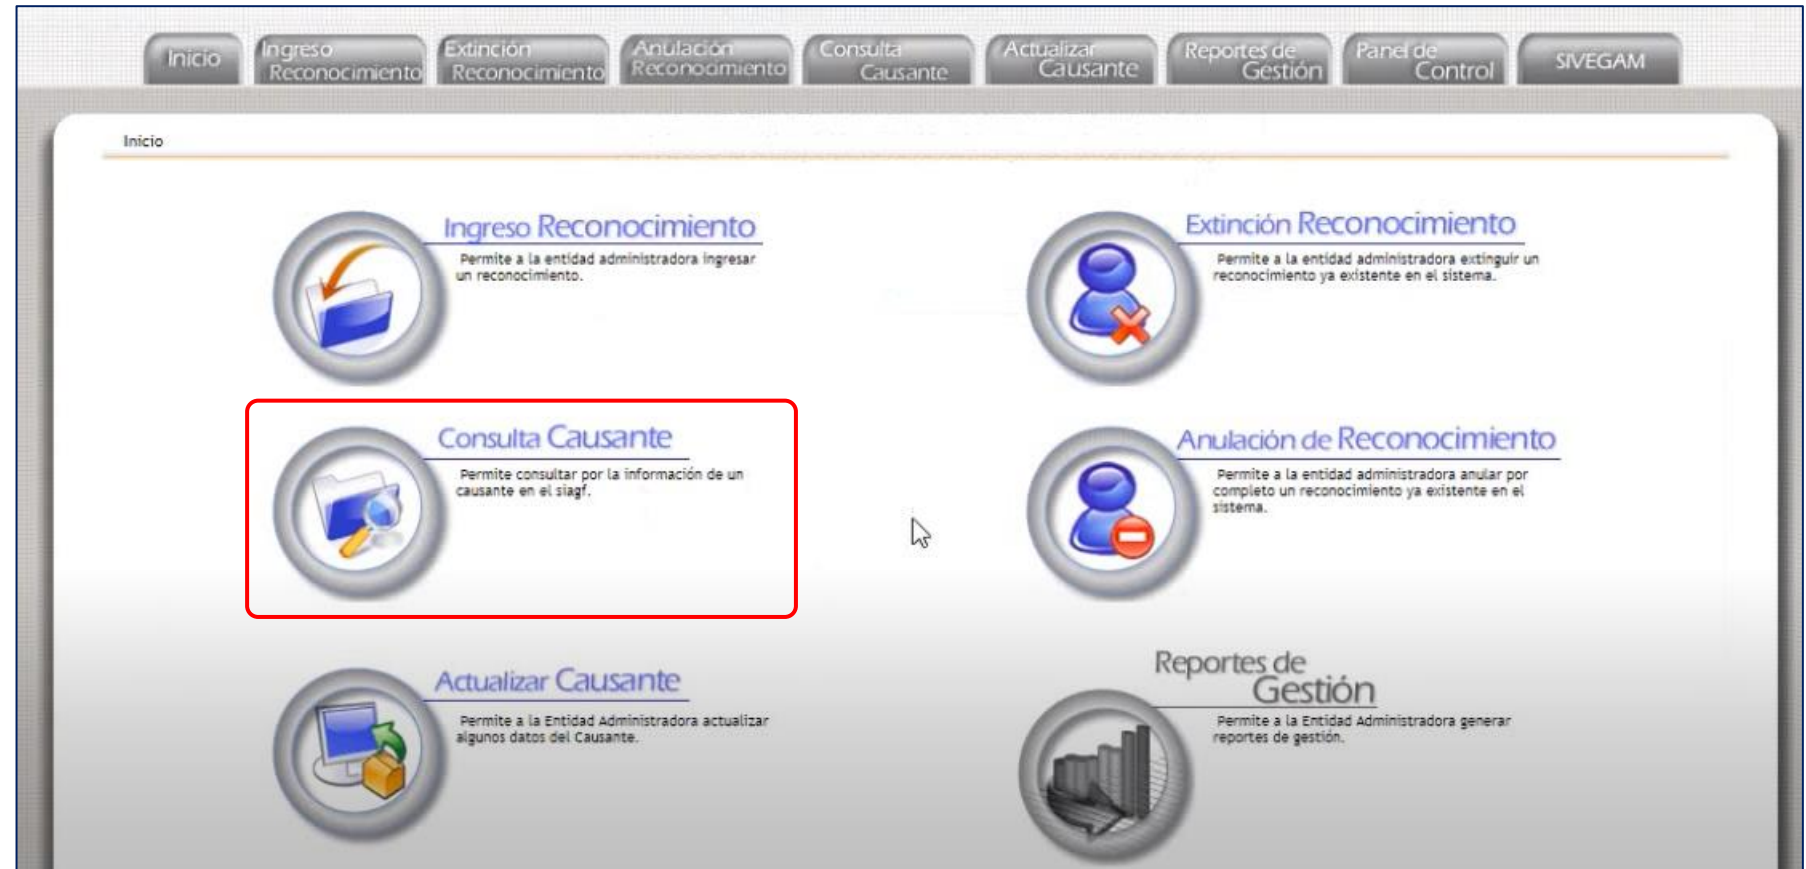 Inicio
Ingreso
Reconocimiento
Extinción
Reconocimiento
Anulación
Reconocimiento
Consulta
Causante
Actualizar
Causante
Reportes de
Gestión
Panel de
Control
SIVEGAM
Inicio
Ingreso Reconocimiento
Permite a la entidad administradora ingresar
un reconocimiento.
Extinción Reconocimiento
Permite a la entidad administradora extinguir un
reconocimiento ya existente en el sistema.
Consulta Causante
Permite consultar por la información de un
causante en el siagf.
Anulación de Reconocimiento
Permite a la entidad administradora anular por
completo un reconocimiento ya existente en el
sistema.
Actualizar Causante
Permite a la Entidad Administradora actualizar
algunos datos del Causante.
Reportes de
Gestión
Permite a la Entidad Administradora generar
reportes de gestión.